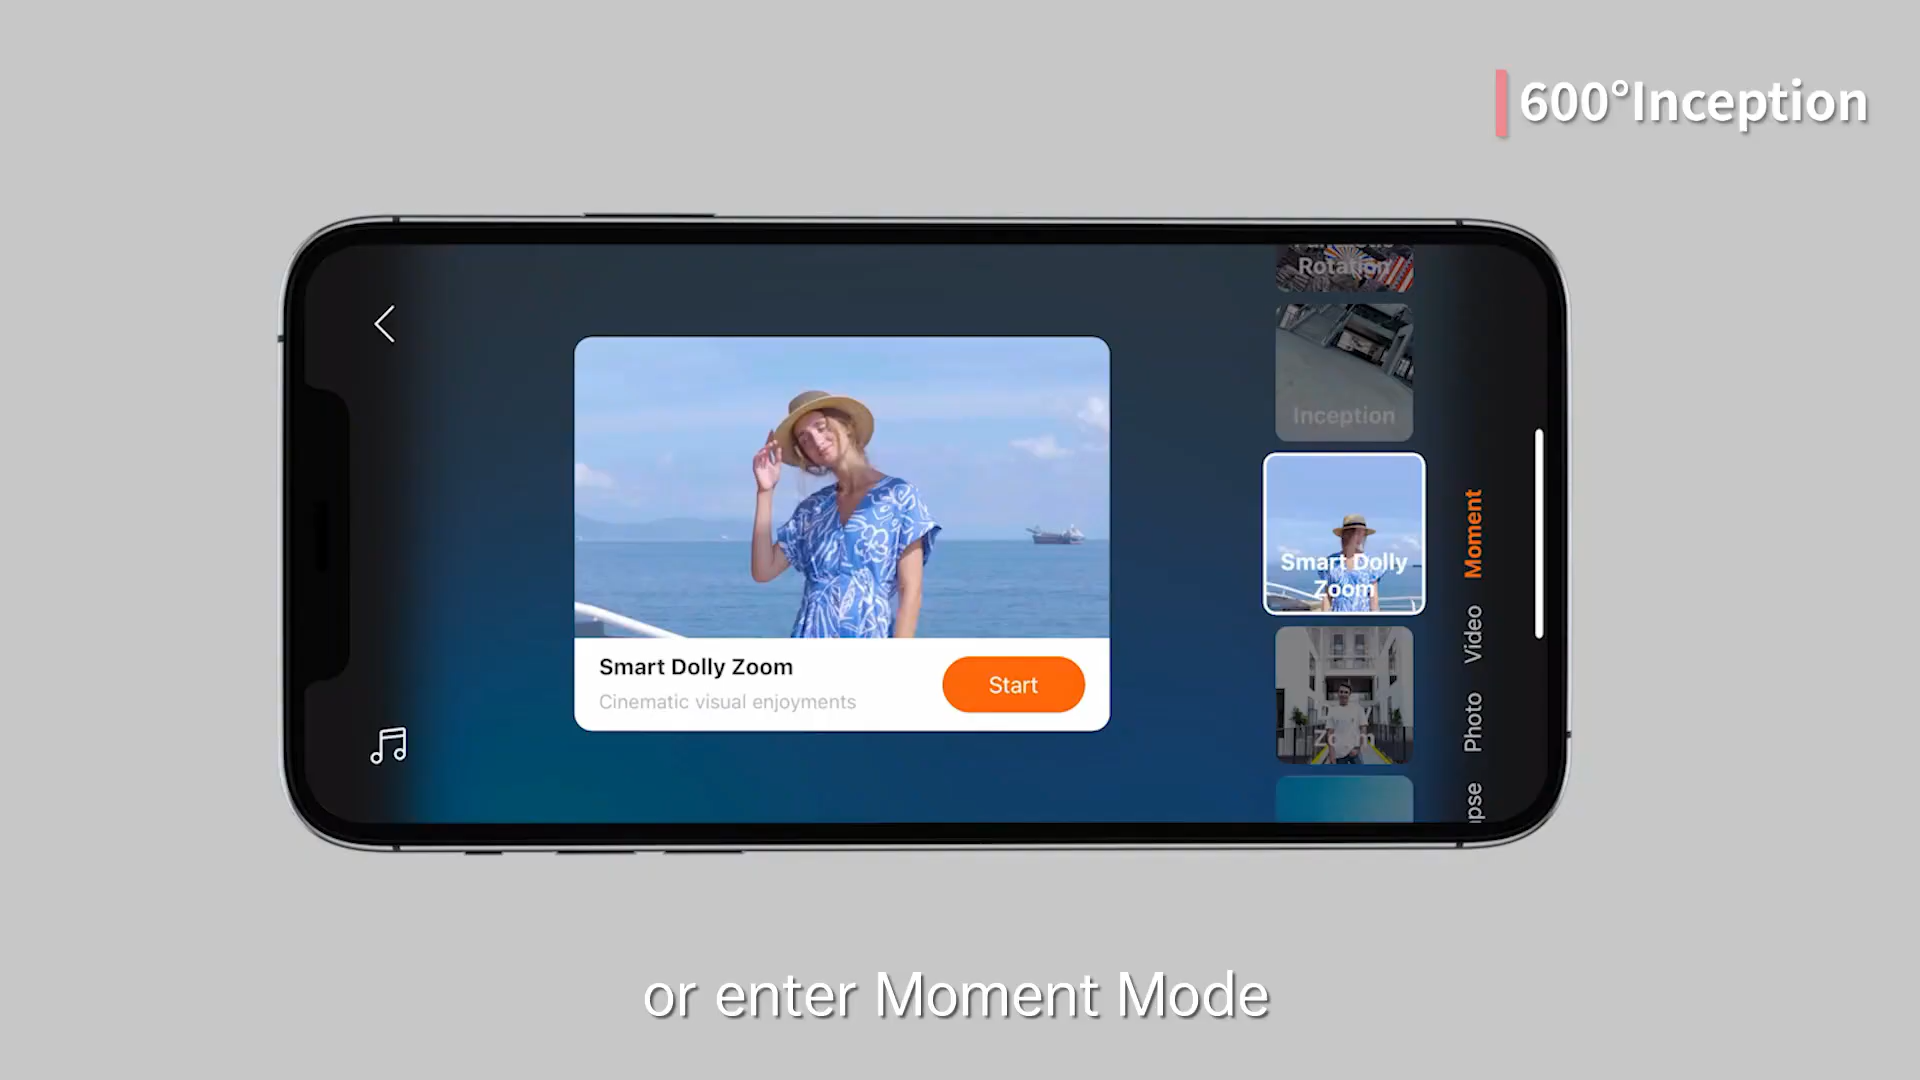 600°Inception
Rotation
Inception
Smart Dolly
Zoom
Zoom
Moment
Video
Photo
Smart Dolly Zoom
Cinematic visual enjoyments
Start
or enter Moment Mode